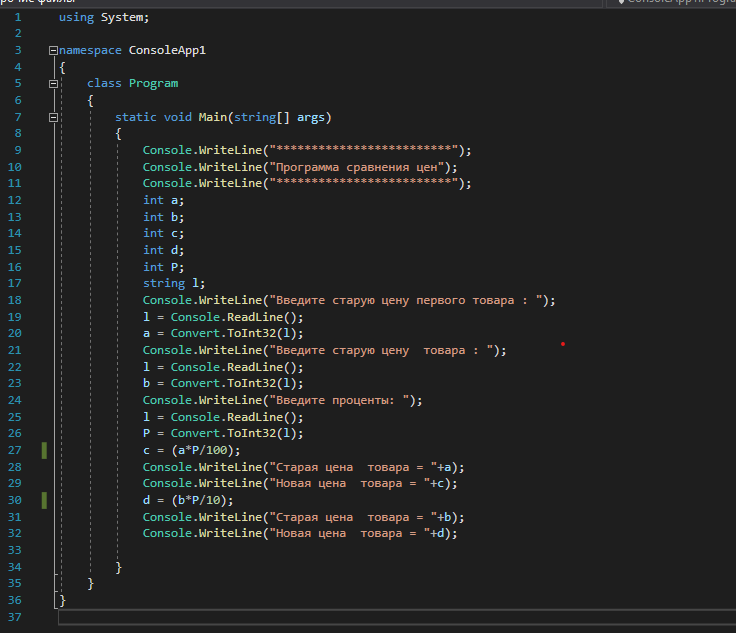 using System;
namespace ConsoleApp1
{
class Program
{
static void Main(string[] args)
{
Console.WriteLine("*************************");
Console.WriteLine("Программа сравнения цен");
Console.WriteLine("*************************");
int a;
int b;
int c;
int d;
int P;
string l;
Console.WriteLine("Введите старую цену первого товара : ");
l = Console.ReadLine();
a = Convert.ToInt32(l);
Console.WriteLine("Введите старую цену  товара : ");
l = Console.ReadLine();
b = Convert.ToInt32(l);
Console.WriteLine("Введите проценты: ");
l = Console.ReadLine();
P = Convert.ToInt32(l);
c = (a*P/100);
Console.WriteLine("Старая цена  товара = "+a);
Console.WriteLine("Новая цена  товара = "+c);
d = (b*P/10);
Console.WriteLine("Старая цена  товара = "+b);
Console.WriteLine("Новая цена  товара = "+d);
}
}
}